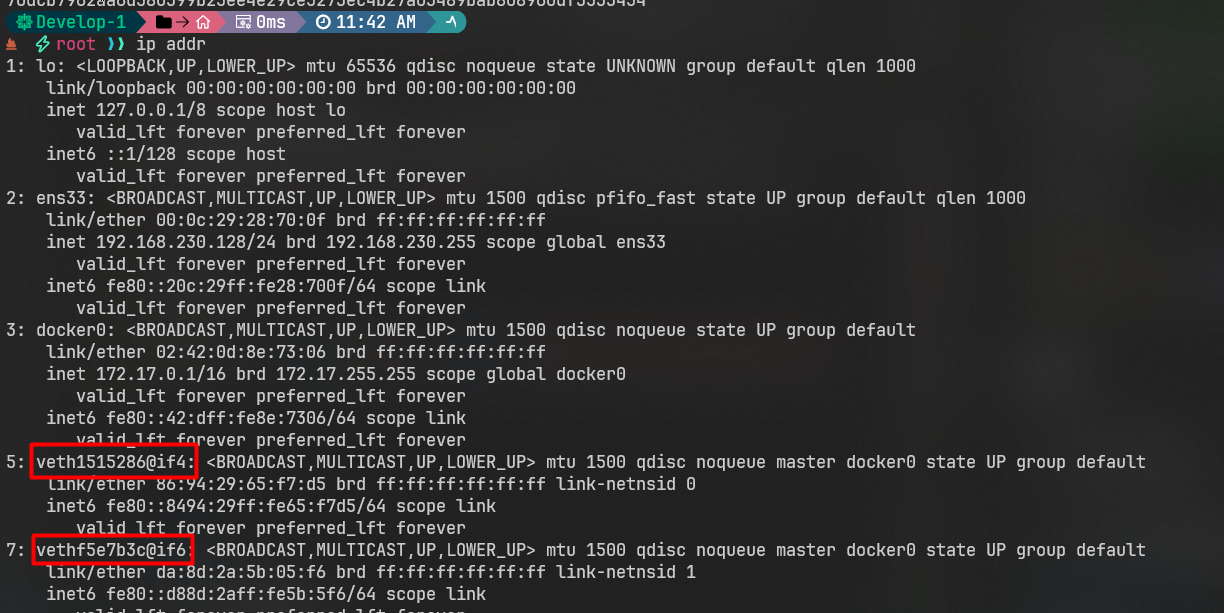 Develop-1 0ms 11:42 AM
root ip addr
1: lo: <LOOPBACK,UP,LOWER_UP> mtu 65536 qdisc noqueue state UNKNOWN group default qlen 1000
link/loopback 00:00:00:00:00:00 brd 00:00:00:00:00:00
inet 127.0.0.1/8 scope host lo
valid_lft forever preferred_lft forever
inet6 ::1/128 scope host
valid_lft forever preferred_lft forever
2: ens33: <BROADCAST,MULTICAST,UP,LOWER_UP> mtu 1500 qdisc pfifo_fast state UP group default qlen 1000
link/ether 00:0c:29:28:70:0f brd ff:ff:ff:ff:ff:ff
inet 192.168.230.128/24 brd 192.168.230.255 scope global ens33
valid_lft forever preferred_lft forever
inet6 fe80::20c:29ff:fe28:700f/64 scope link
valid_lft forever preferred_lft forever
3: docker0: <BROADCAST,MULTICAST,UP,LOWER_UP> mtu 1500 qdisc noqueue state UP group default
link/ether 02:42:0d:8e:73:06 brd ff:ff:ff:ff:ff:ff
inet 172.17.0.1/16 brd 172.17.255.255 scope global docker0
valid_lft forever preferred_lft forever
inet6 fe80::42:dff:fe8e:7306/64 scope link
valid_lft forever preferred_lft forever
5: veth1515286@if4: <BROADCAST,MULTICAST,UP,LOWER_UP> mtu 1500 qdisc noqueue master docker0 state UP group default
link/ether 86:94:29:65:f7:d5 brd ff:ff:ff:ff:ff:ff link-netnsid 0
inet6 fe80::8494:29ff:fe65:f7d5/64 scope link
valid_lft forever preferred_lft forever
7: vethf5e7b3c@if6: <BROADCAST,MULTICAST,UP,LOWER_UP> mtu 1500 qdisc noqueue master docker0 state UP group default
link/ether da:8d:2a:5b:05:f6 brd ff:ff:ff:ff:ff:ff link-netnsid 1
inet6 fe80::d88d:2aff:fe5b:5f6/64 scope link
valid_lft forever preferred_lft forever